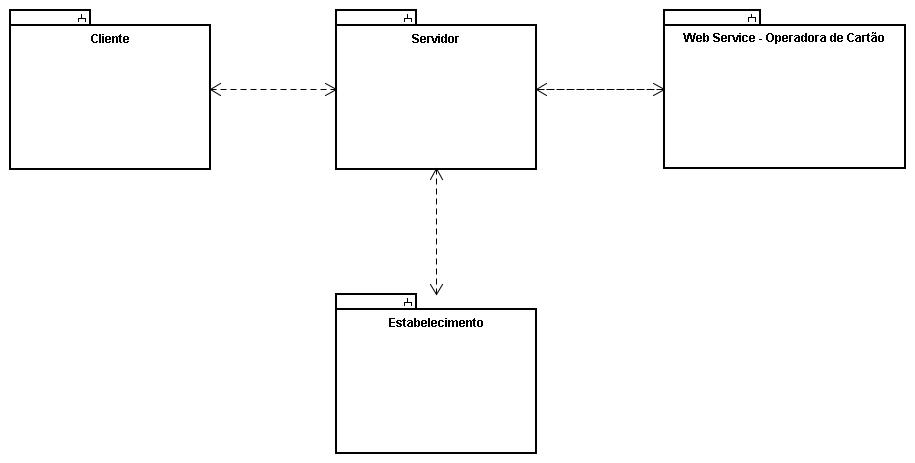 Cliente
Servidor
Web Service - Operadora de Cartão
Estabelecimento